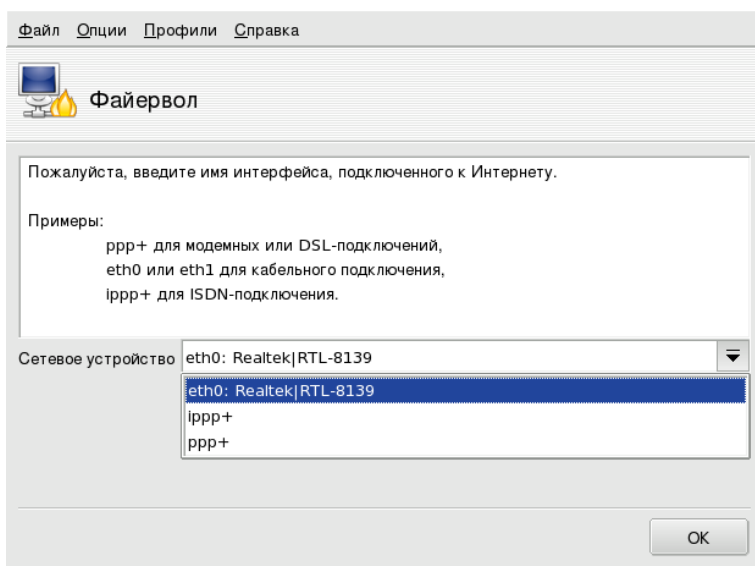 Файл Опции Профили Справка
Файервол
Пожалуйста, введите имя интерфейса, подключенного к Интернету.
Примеры:
ppp+ для модемных или DSL-подключений,
eth0 или eth1 для кабельного подключения,
ippp+ для ISDN-подключения.
Сетевое устройство eth0: Realtek|RTL-8139
eth0: Realtek|RTL-8139
ippp+
ppp+
OK